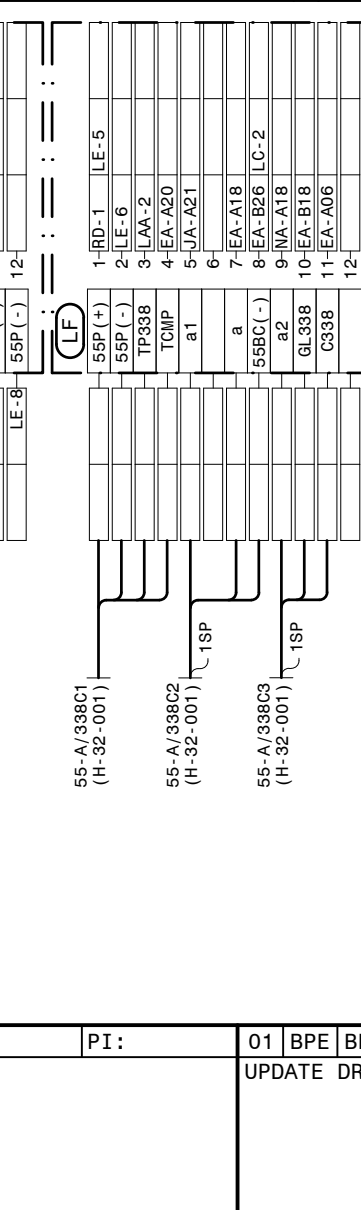 12
55P(-)
LE-8
LF
1 RD-1 LE-5
55P(+)
2 LE-6
55P(-)
3 LAA-2
TP338
4 EA-A20
TCMP
5 JA-A21
a1
6
7 EA-A18
a
8 EA-B26 LC-2
55BC(-)
9 NA-A18
a2
10 EA-B18
GL338
11 EA-A06
C338
12
55-A/338C1
(H-32-001)
55-A/338C2
(H-32-001)
1SP
55-A/338C3
(H-32-001)
1SP
PI:
01 BPE
UPDATE